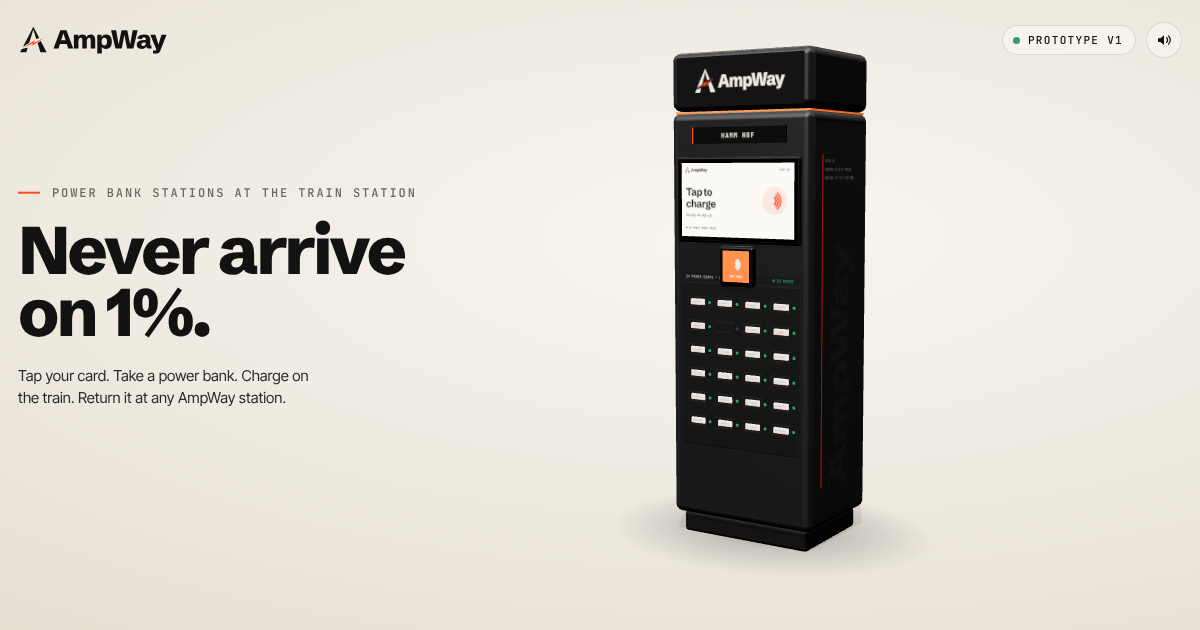 AmpWay
PROTOTYPE V1
POWER BANK STATIONS AT THE TRAIN STATION
Never arrive
on 1%.
Tap your card. Take a power bank. Charge on
the train. Return it at any AmpWay station.
AmpWay
HAMM HBF
AmpWay
Tap to
charge
AmpWay